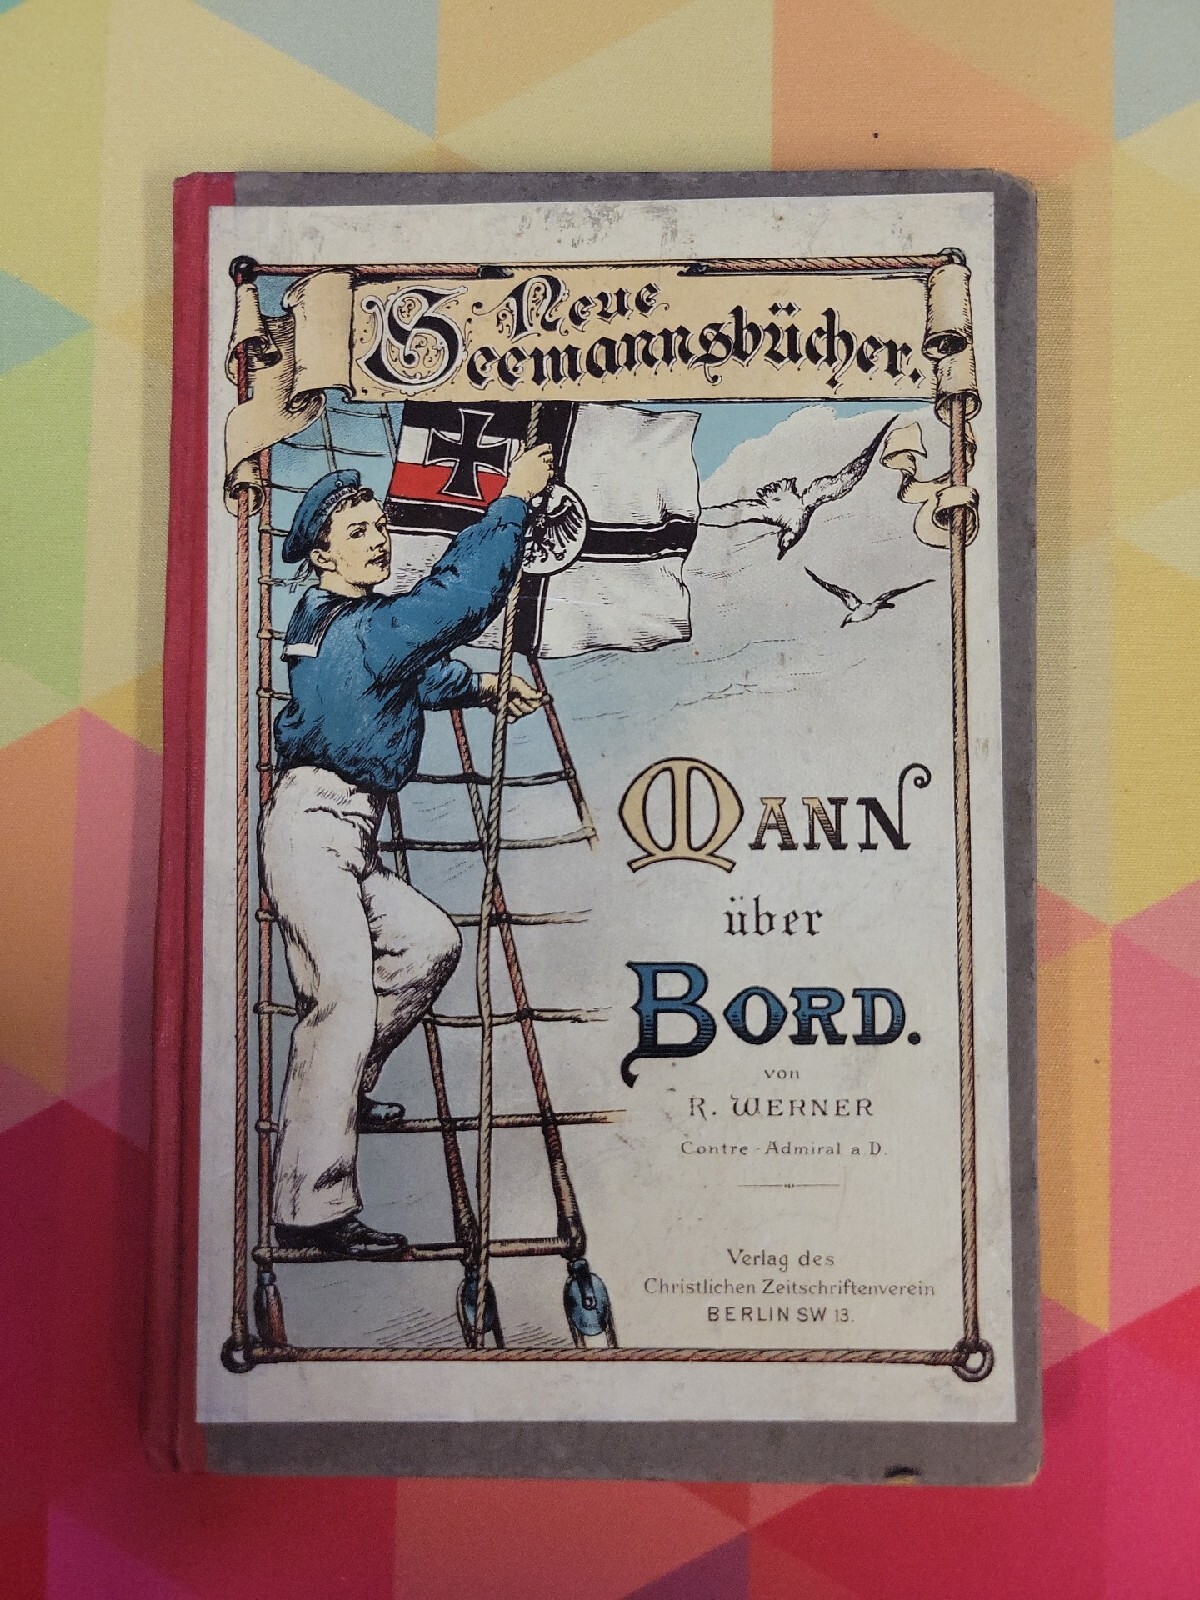 Neue
Seemannsbücher.
MANN
über
BORD.
von
R. WERNER
Contre-Admiral a D.
Verlag des
Christlichen Zeitschriftenverein
BERLIN SW 13.